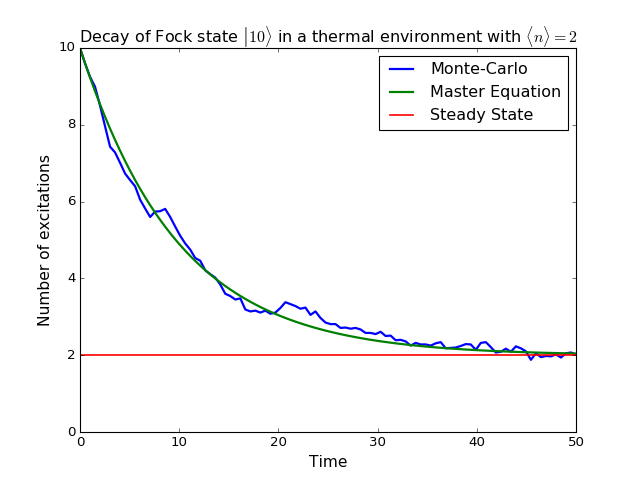 Decay of Fock state |10⟩ in a thermal environment with ⟨n⟩ = 2
10
8
6
4
2
0
Number of excitations
Monte-Carlo
Master Equation
Steady State
0 10 20 30 40 50
Time